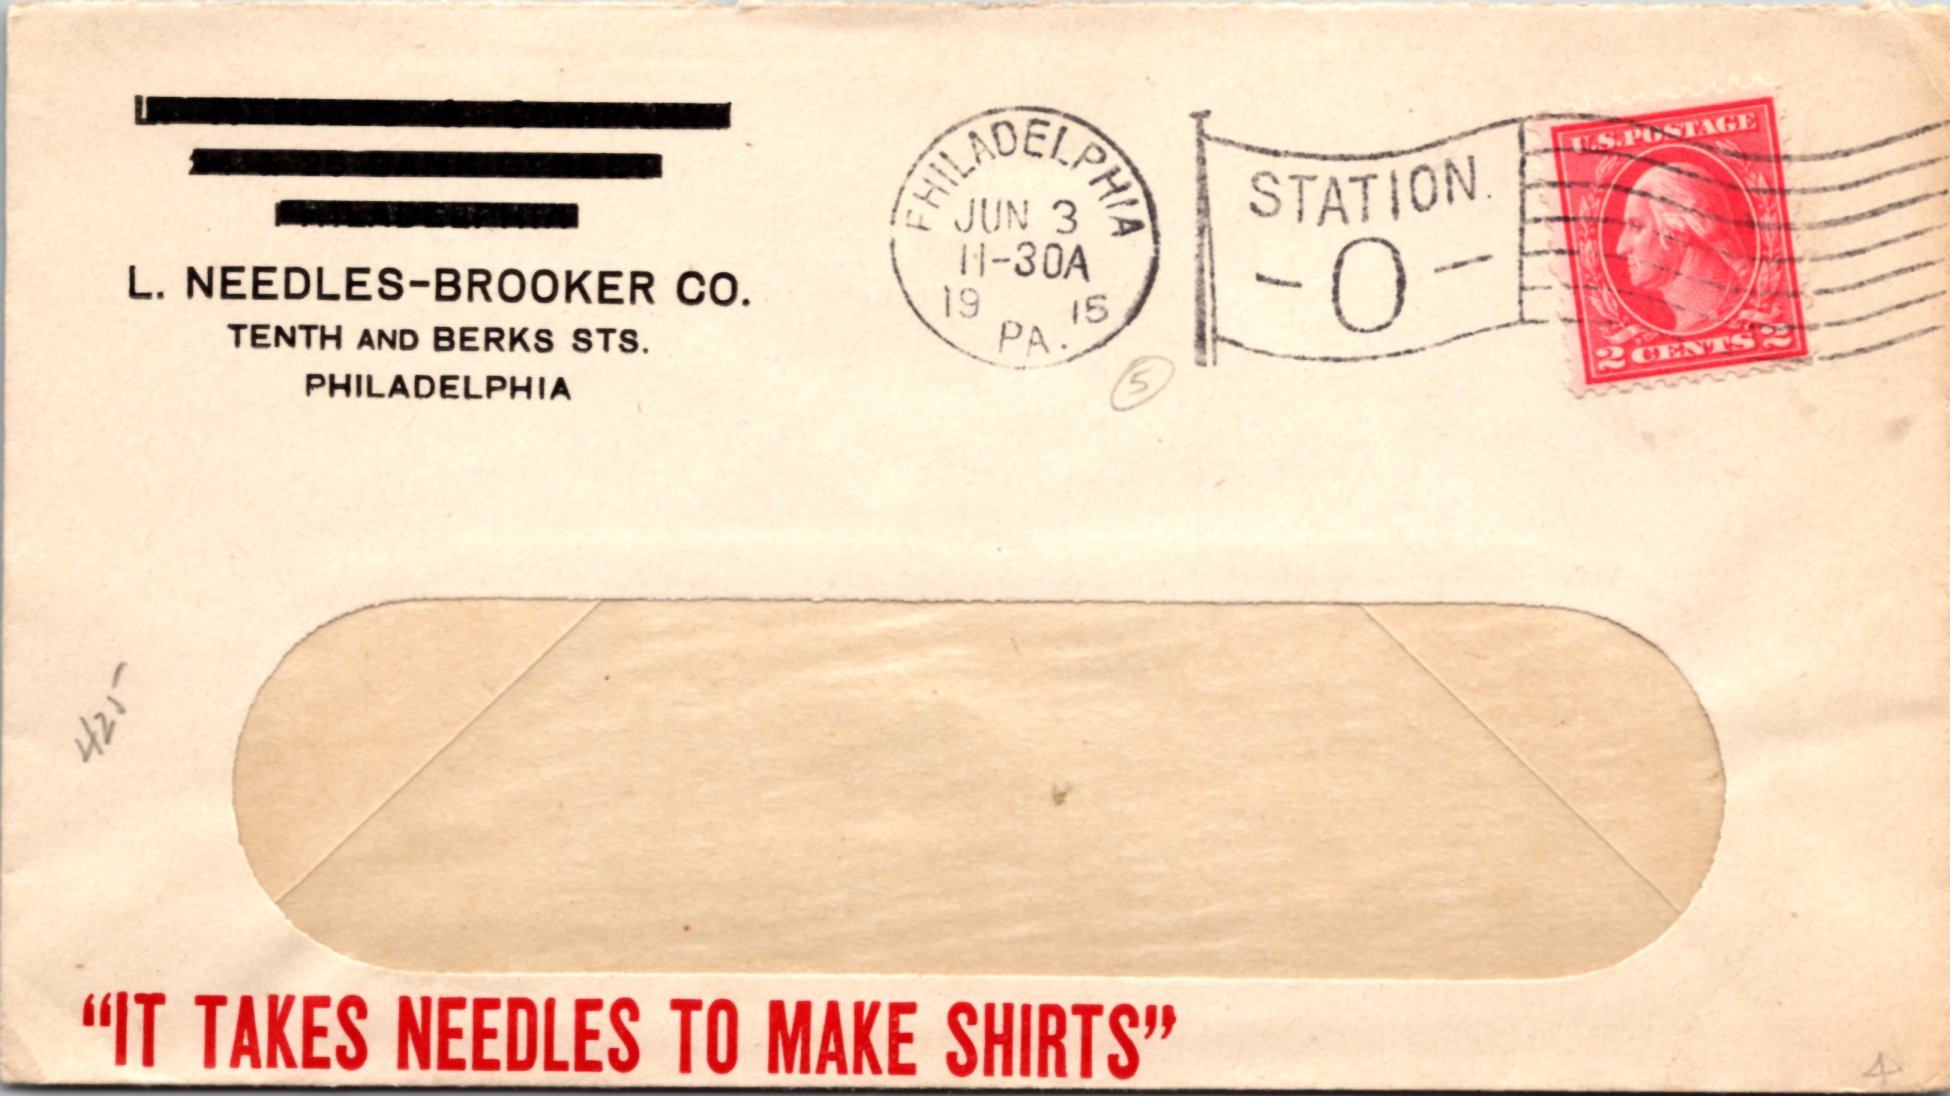 L. NEEDLES-BROOKER CO.
TENTH AND BERKS STS.
PHILADELPHIA
PHILADELPHIA
JUN 3
11-30A
19 15
PA.
5
STATION.
-O-
U.S. POSTAGE
2 CENTS 2
425
"IT TAKES NEEDLES TO MAKE SHIRTS"